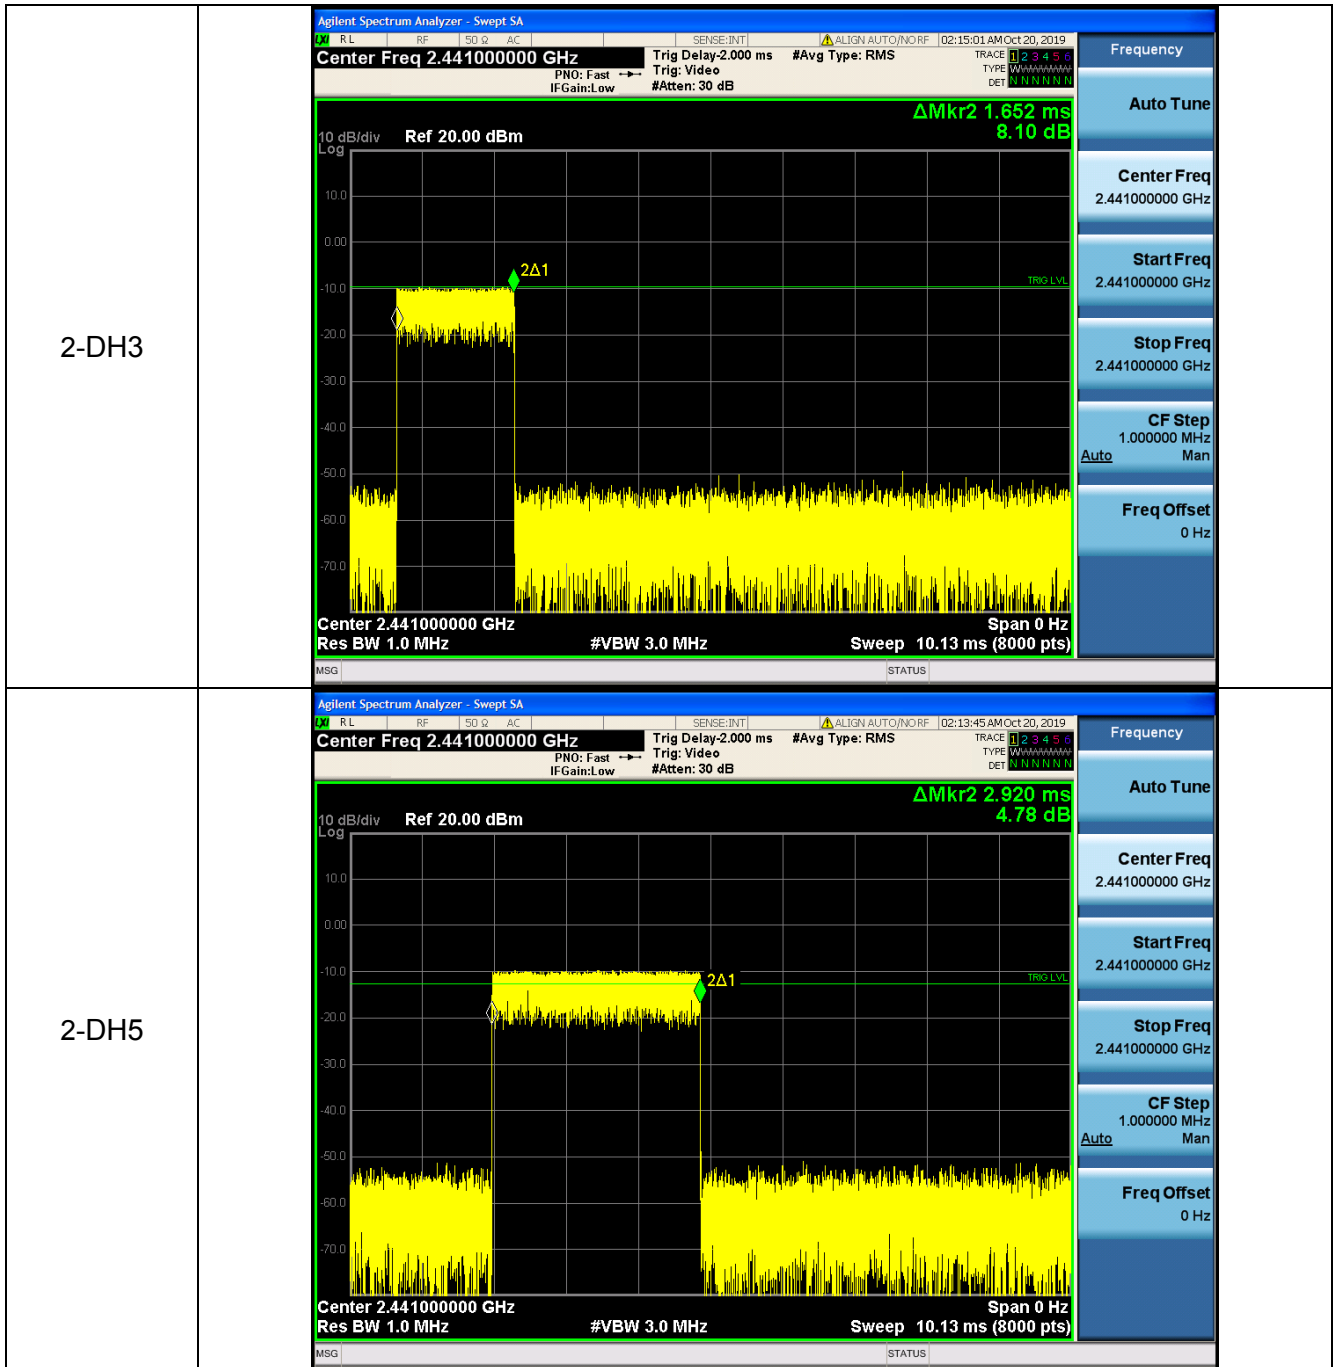 2-DH3
Agilent Spectrum Analyzer - Swept SA
LXI RL RF 50 Ω AC SENSE:INT ALIGN AUTO/NO RF 02:15:01 AM Oct 20, 2019
Center Freq 2.441000000 GHz
PNO: Fast
IFGain:Low
Trig Delay-2.000 ms
Trig: Video
#Atten: 30 dB
#Avg Type: RMS
TRACE 1 2 3 4 5 6
TYPE WWWWWW
DET N N N N N N
ΔMkr2 1.652 ms
8.10 dB
10 dB/div Ref 20.00 dBm
Log
10.0
0.00
-10.0
-20.0
-30.0
-40.0
-50.0
-60.0
-70.0
2Δ1
TRIG LVL
Center 2.441000000 GHz Span 0 Hz
Res BW 1.0 MHz #VBW 3.0 MHz Sweep 10.13 ms (8000 pts)
MSG STATUS
Frequency
Auto Tune
Center Freq
2.441000000 GHz
Start Freq
2.441000000 GHz
Stop Freq
2.441000000 GHz
CF Step
1.000000 MHz
Auto Man
Freq Offset
0 Hz
2-DH5
Agilent Spectrum Analyzer - Swept SA
LXI RL RF 50 Ω AC SENSE:INT ALIGN AUTO/NO RF 02:13:45 AM Oct 20, 2019
Center Freq 2.441000000 GHz
PNO: Fast
IFGain:Low
Trig Delay-2.000 ms
Trig: Video
#Atten: 30 dB
#Avg Type: RMS
TRACE 1 2 3 4 5 6
TYPE WWWWWW
DET N N N N N N
ΔMkr2 2.920 ms
4.78 dB
10 dB/div Ref 20.00 dBm
Log
10.0
0.00
-10.0
-20.0
-30.0
-40.0
-50.0
-60.0
-70.0
2Δ1
TRIG LVL
Center 2.441000000 GHz Span 0 Hz
Res BW 1.0 MHz #VBW 3.0 MHz Sweep 10.13 ms (8000 pts)
MSG STATUS
Frequency
Auto Tune
Center Freq
2.441000000 GHz
Start Freq
2.441000000 GHz
Stop Freq
2.441000000 GHz
CF Step
1.000000 MHz
Auto Man
Freq Offset
0 Hz